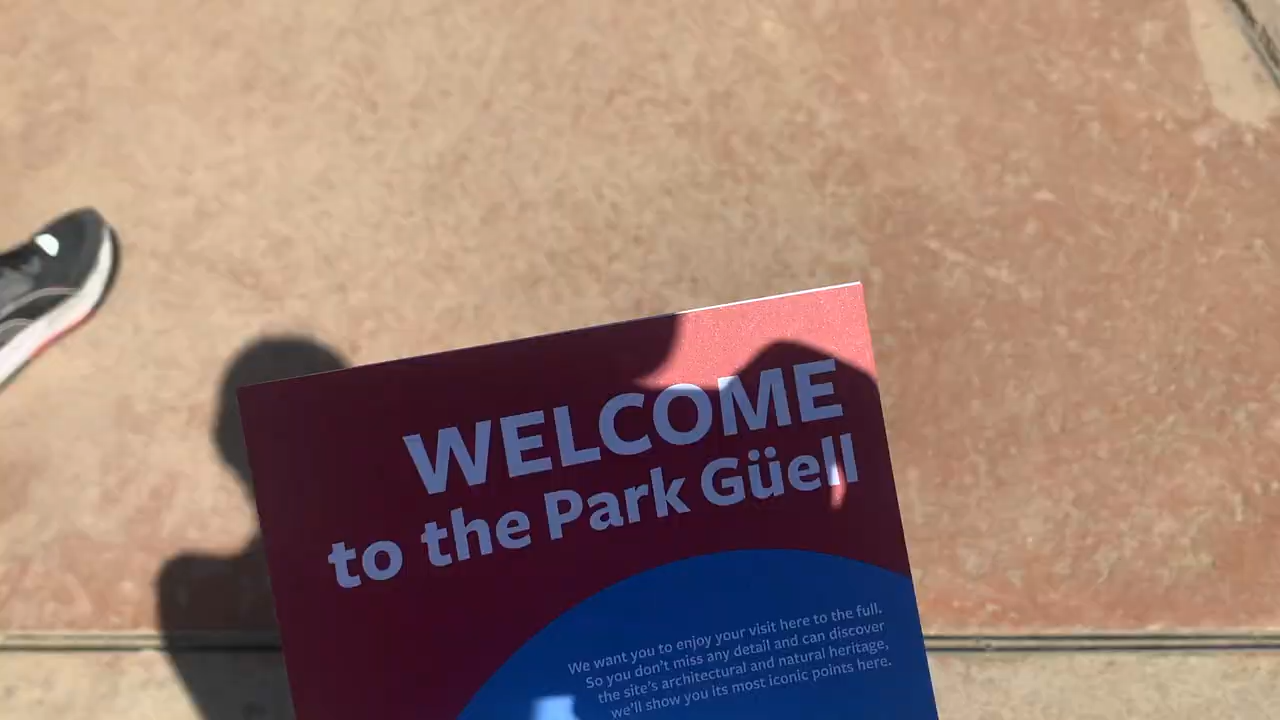 WELCOME
to the Park Güell
We want you to enjoy your visit here to the full.
So you don't miss any detail and can discover
the site's architectural and natural heritage,
we'll show you its most iconic points here.